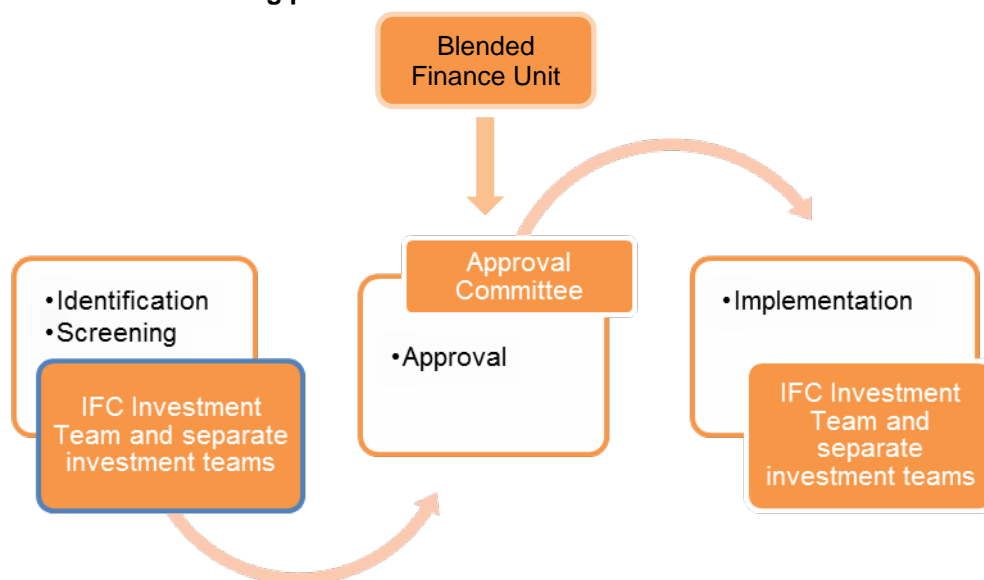 Blended
Finance Unit
Approval
Committee
•Identification
•Screening
IFC Investment
Team and separate
investment teams
•Approval
•Implementation
IFC Investment
Team and
separate
investment teams